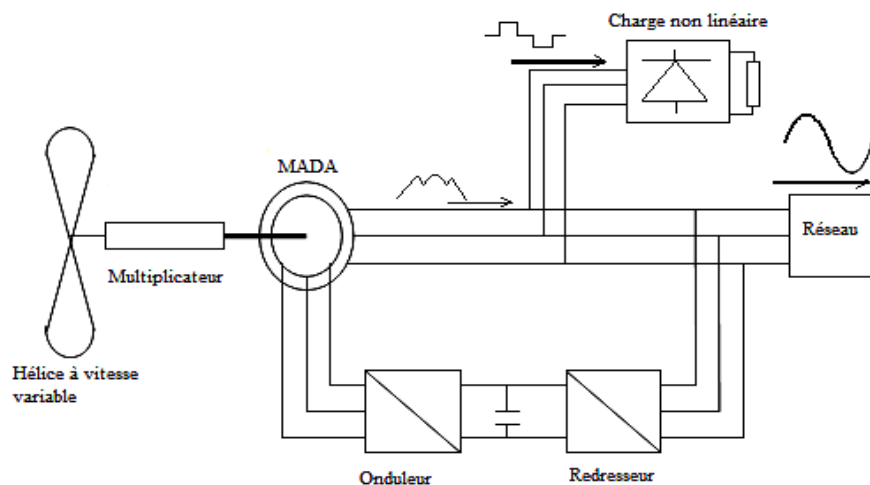 Charge non linéaire
MADA
Réseau
Multiplicateur
Hélice à vitesse
variable
Onduleur
Redresseur